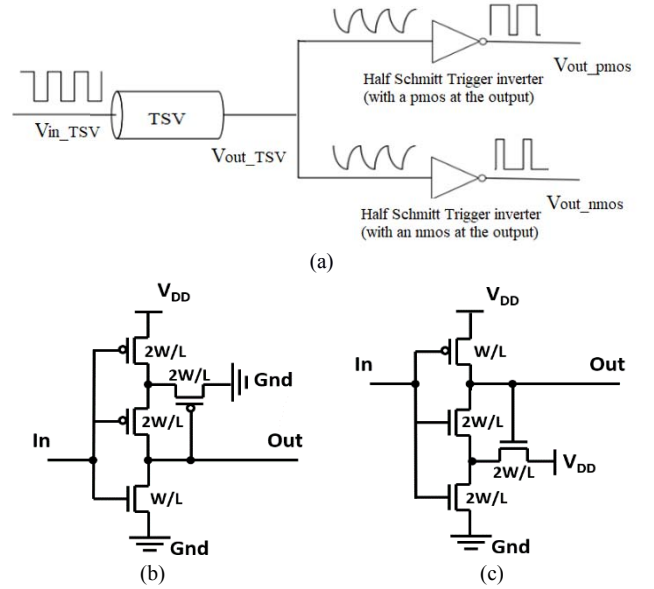 Vin_TSV
TSV
Vout_TSV
Half Schmitt Trigger inverter
(with a pmos at the output)
Vout_pmos
Half Schmitt Trigger inverter
(with an nmos at the output)
Vout_nmos
(a)
VDD
2W/L
2W/L
Gnd
2W/L
In
Out
W/L
Gnd
(b)
VDD
In
W/L
Out
2W/L
2W/L
VDD
2W/L
Gnd
(c)